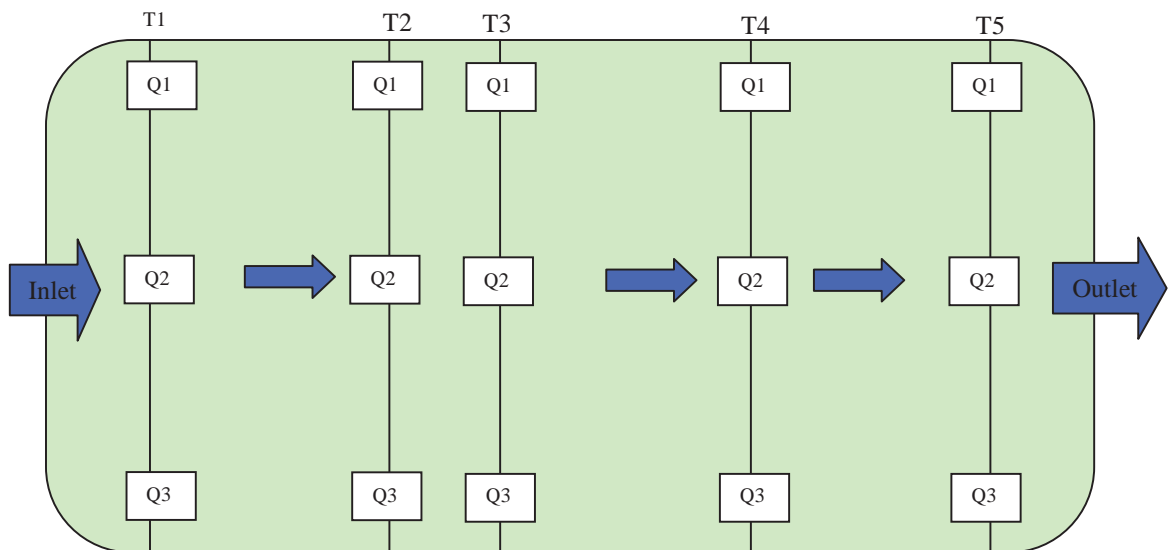 T1 T2 T3 T4 T5
Q1 Q1 Q1 Q1 Q1
Inlet Q2 Q2 Q2 Q2 Q2 Outlet
Q3 Q3 Q3 Q3 Q3